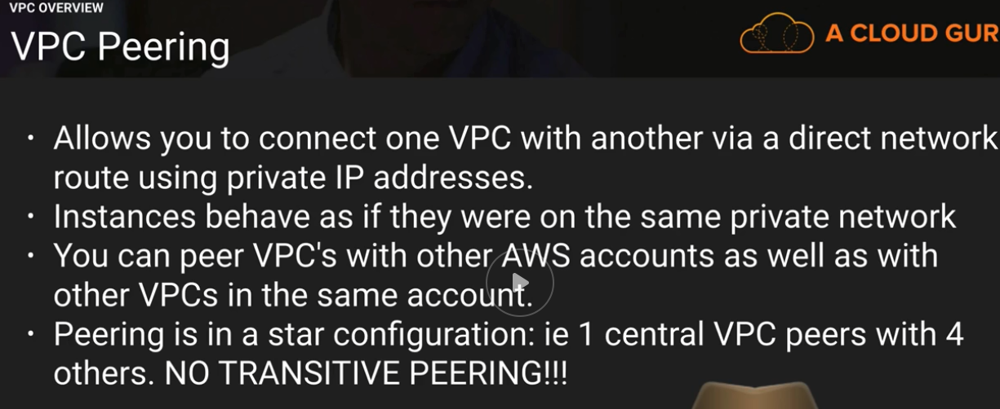 VPC OVERVIEW
VPC Peering
A CLOUD GUR
• Allows you to connect one VPC with another via a direct network
route using private IP addresses.
• Instances behave as if they were on the same private network
• You can peer VPC's with other AWS accounts as well as with
other VPCs in the same account.
• Peering is in a star configuration: ie 1 central VPC peers with 4
others. NO TRANSITIVE PEERING!!!